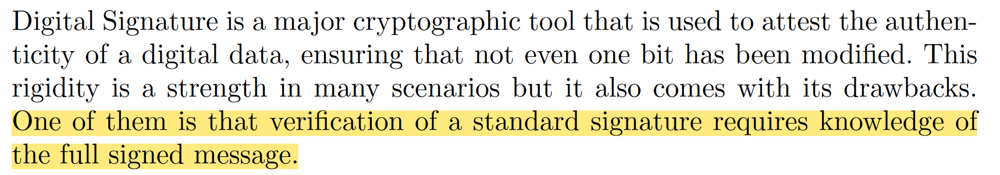 Digital Signature is a major cryptographic tool that is used to attest the authen-
ticity of a digital data, ensuring that not even one bit has been modified. This
rigidity is a strength in many scenarios but it also comes with its drawbacks.
One of them is that verification of a standard signature requires knowledge of
the full signed message.